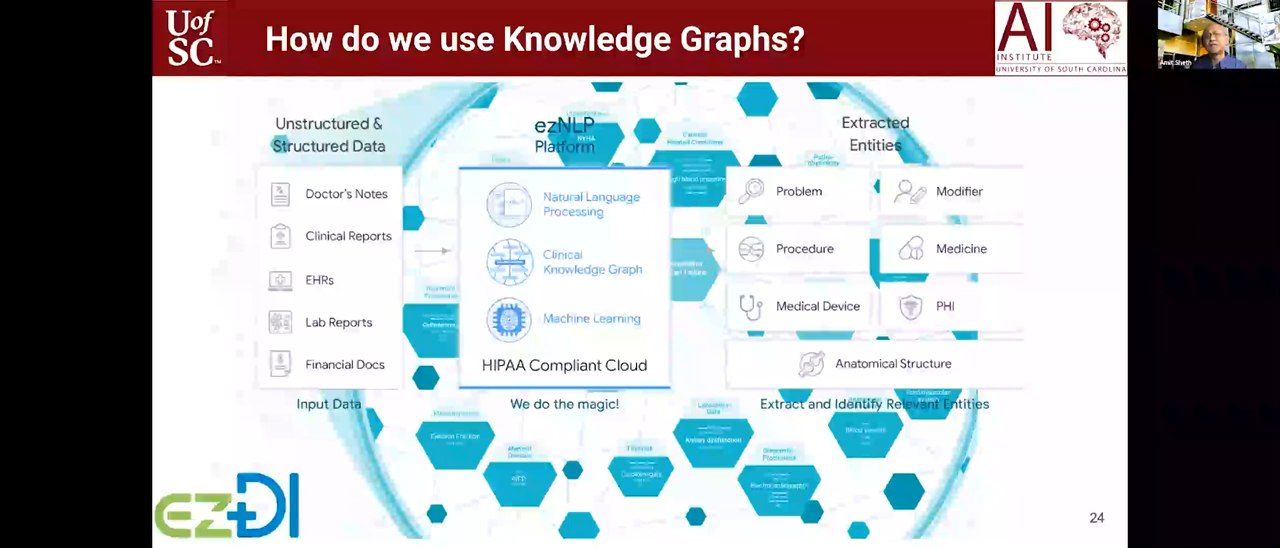 UofSC
How do we use Knowledge Graphs?
AI
INSTITUTE
UNIVERSITY OF SOUTH CAROLINA
Amit Sheth
Unstructured &
Structured Data
Doctor's Notes
Clinical Reports
EHRs
Lab Reports
Financial Docs
Input Data
ezNLP
Platform
Natural Language
Processing
Clinical
Knowledge Graph
Machine Learning
HIPAA Compliant Cloud
We do the magic!
Extracted
Entities
Problem
Modifier
Procedure
Medicine
Medical Device
PHI
Anatomical Structure
Extract and Identify Relevant Entities
Kidney dysfunction
ezDI
24